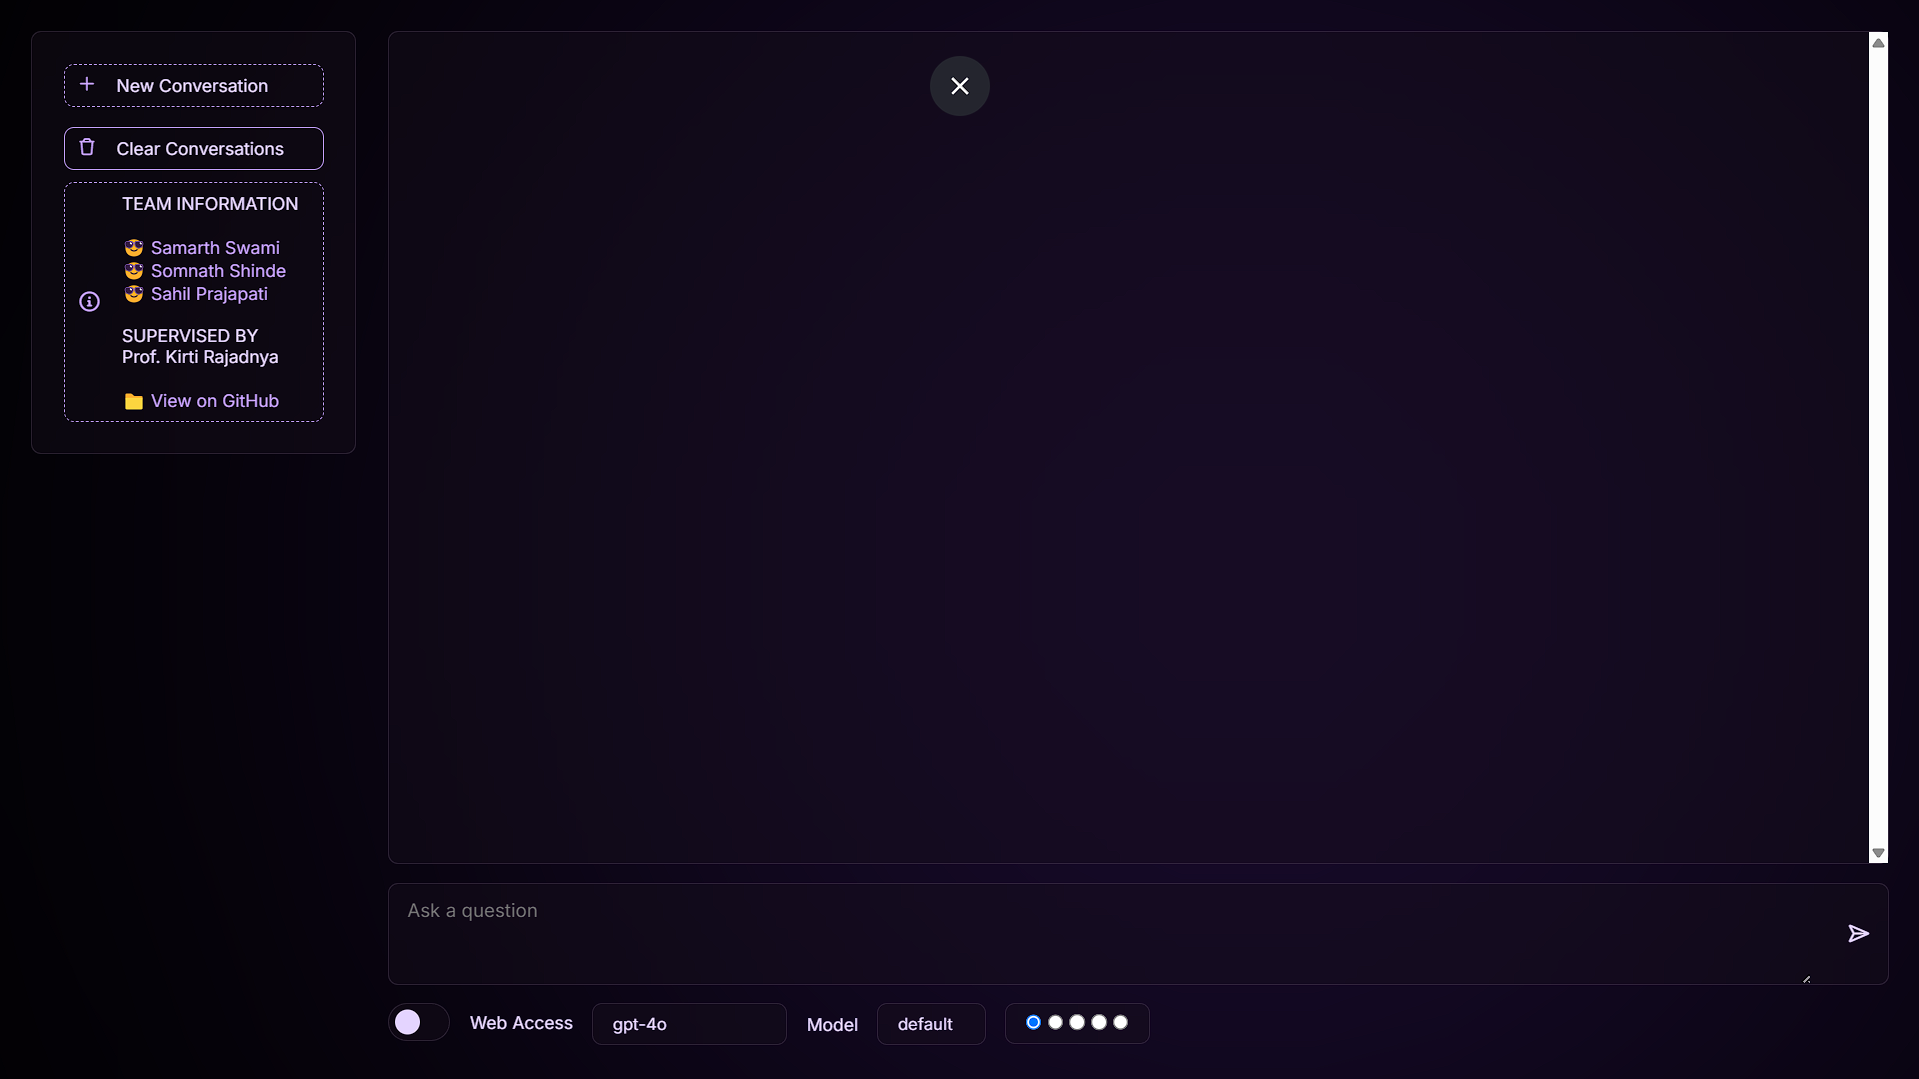 New Conversation
Clear Conversations
TEAM INFORMATION
Samarth Swami
Somnath Shinde
Sahil Prajapati
SUPERVISED BY
Prof. Kirti Rajadnya
View on GitHub
Ask a question
Web Access
gpt-4o
Model
default